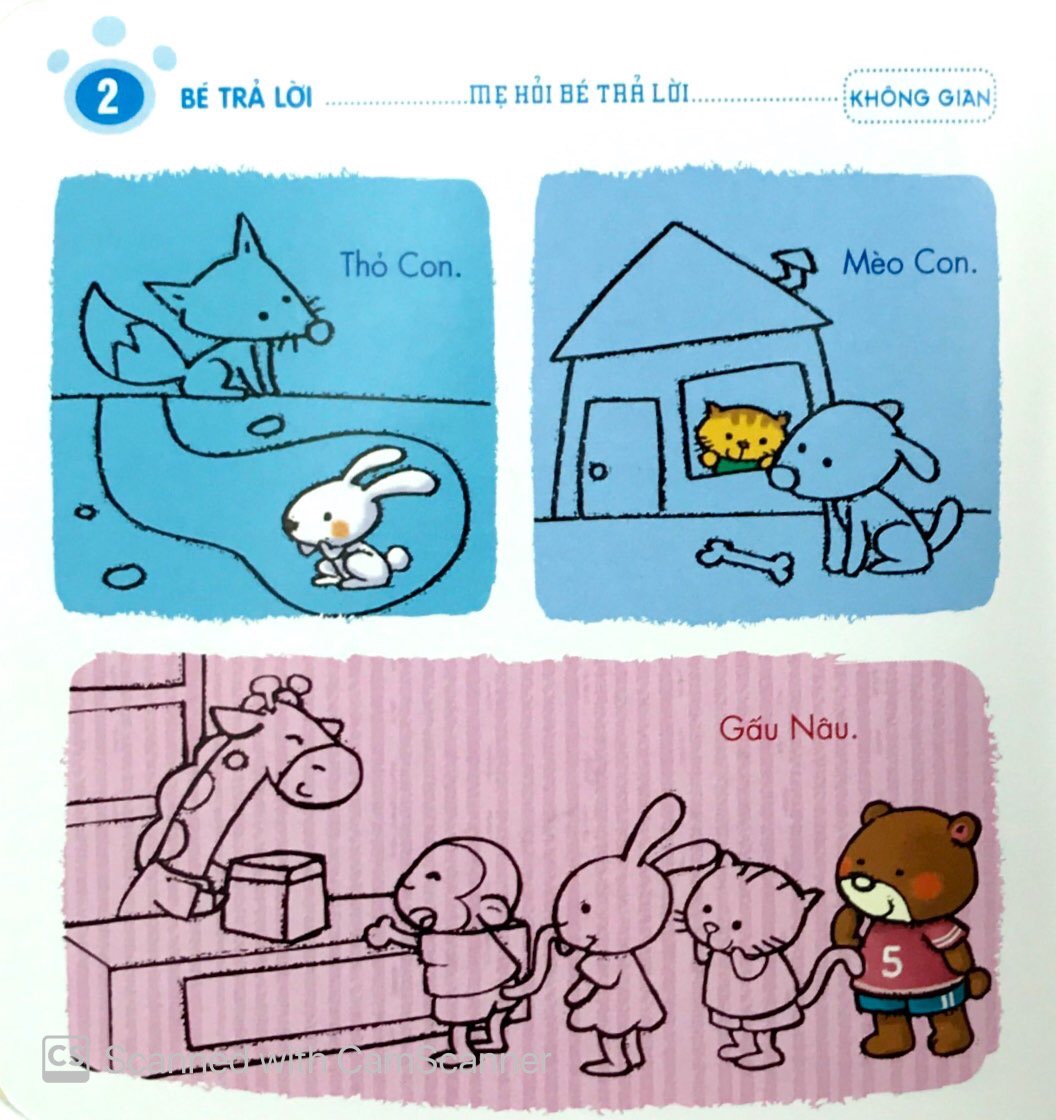 2 BÉ TRẢ LỜI ........................MẸ HỎI BÉ TRẢ LỜI........................ KHÔNG GIAN
Thỏ Con.
Mèo Con.
Gấu Nâu.
5
CS Scanned with CamScanner